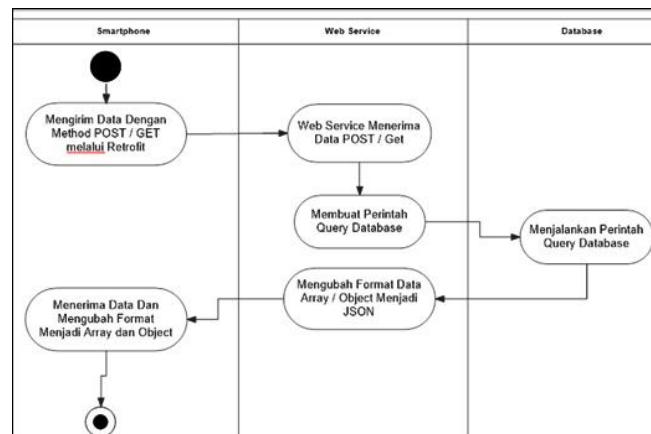 Smartphone
Web Service
Database
Mengirim Data Dengan
Method POST / GET
melalui Retrofit
Web Service Menerima
Data POST / Get
Membuat Perintah
Query Database
Menjalankan Perintah
Query Database
Mengubah Format Data
Array / Object Menjadi
JSON
Menerima Data Dan
Mengubah Format
Menjadi Array dan Object